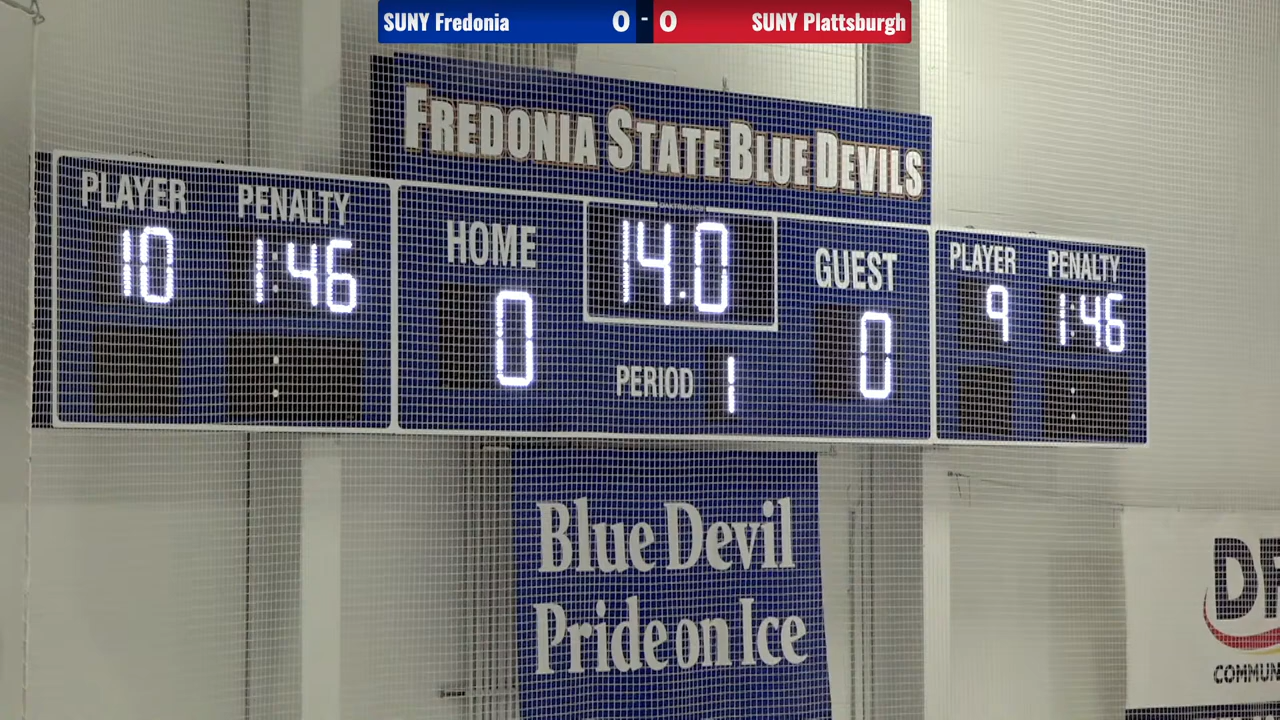 SUNY Fredonia 0 - 0 SUNY Plattsburgh
FREDONIA STATE BLUE DEVILS
PLAYER PENALTY
10 1:46
HOME
0
14.0
PERIOD 1
GUEST
0
PLAYER PENALTY
9 1:46
Blue Devil
Pride on Ice